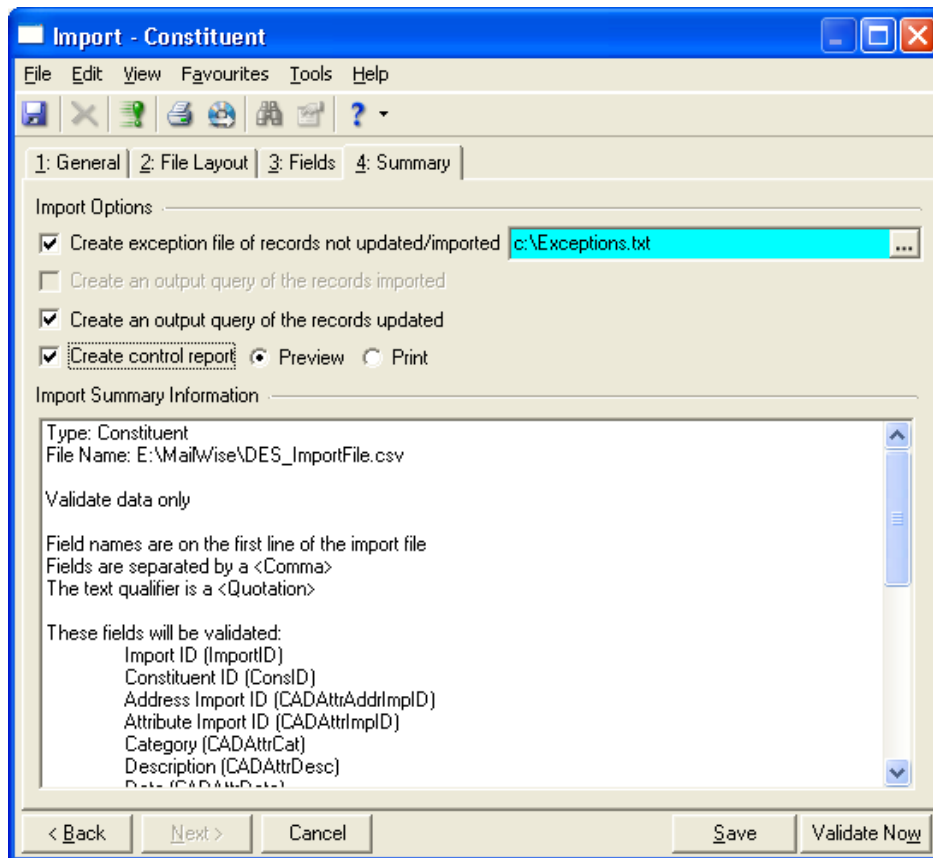 Import - Constituent
File Edit View Favourites Tools Help
1: General 2: File Layout 3: Fields 4: Summary
Import Options
Create exception file of records not updated/imported c:\Exceptions.txt ...
Create an output query of the records imported
Create an output query of the records updated
Create control report Preview Print
Import Summary Information
Type: Constituent
File Name: E:\MailWise\DES_ImportFile.csv
Validate data only
Field names are on the first line of the import file
Fields are separated by a <Comma>
The text qualifier is a <Quotation>
These fields will be validated:
Import ID (ImportID)
Constituent ID (ConsID)
Address Import ID (CADAttrAddrImpID)
Attribute Import ID (CADAttrImpID)
Category (CADAttrCat)
Description (CADAttrDesc)
Date (CADAttrDate)
< Back Next > Cancel Save Validate Now